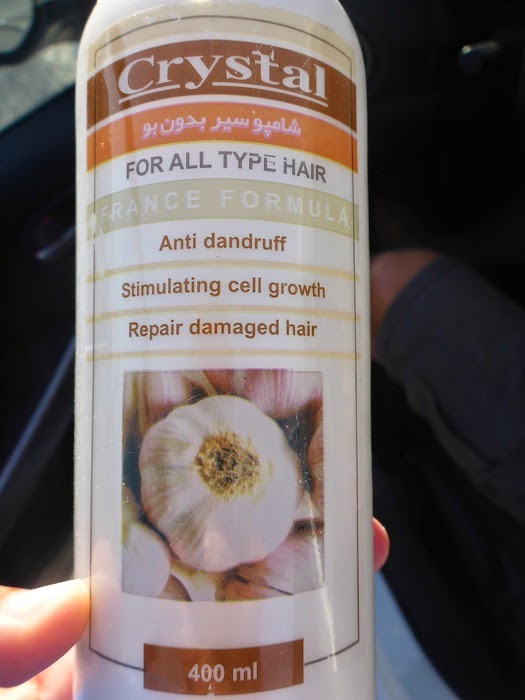 Crystal
شامپو سیر بدون بو
FOR ALL TYPE HAIR
FRANCE FORMULA
Anti dandruff
Stimulating cell growth
Repair damaged hair
400 ml